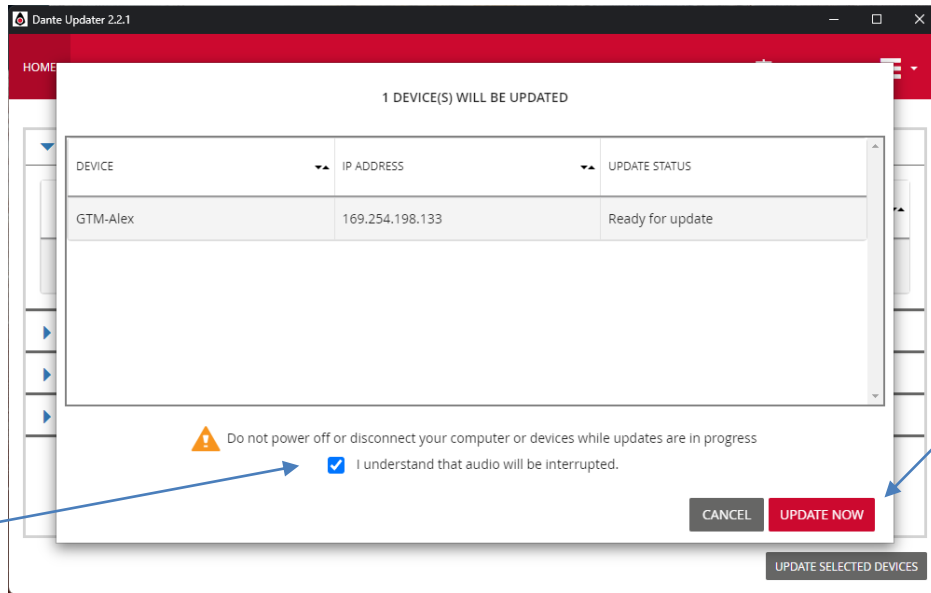 Dante Updater 2.2.1
HOME
1 DEVICE(S) WILL BE UPDATED
DEVICE IP ADDRESS UPDATE STATUS
GTM-Alex 169.254.198.133 Ready for update
Do not power off or disconnect your computer or devices while updates are in progress
I understand that audio will be interrupted.
CANCEL UPDATE NOW
UPDATE SELECTED DEVICES